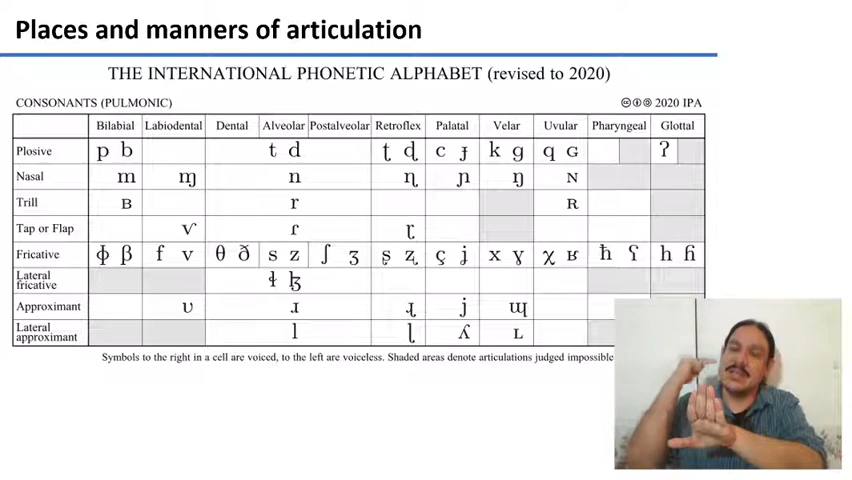 Places and manners of articulation
THE INTERNATIONAL PHONETIC ALPHABET (revised to 2020)
CONSONANTS (PULMONIC) 🅭🅯🄎 2020 IPA
Bilabial Labiodental Dental Alveolar Postalveolar Retroflex Palatal Velar Uvular Pharyngeal Glottal
Plosive p b t d ʈ ɖ c ɟ k ɡ q ɢ ʔ
Nasal m ɱ n ɳ ɲ ŋ ɴ
Trill ʙ r ʀ
Tap or Flap ⱱ ɾ ɽ
Fricative ɸ β f v θ ð s z ʃ ʒ ʂ ʐ ç ʝ x ɣ χ ʁ ħ ʕ h ɦ
Lateral
fricative ɬ ɮ
Approximant ʋ ɹ ɻ j ɰ
Lateral
approximant l ɭ ʎ ʟ
Symbols to the right in a cell are voiced, to the left are voiceless. Shaded areas denote articulations judged impossible